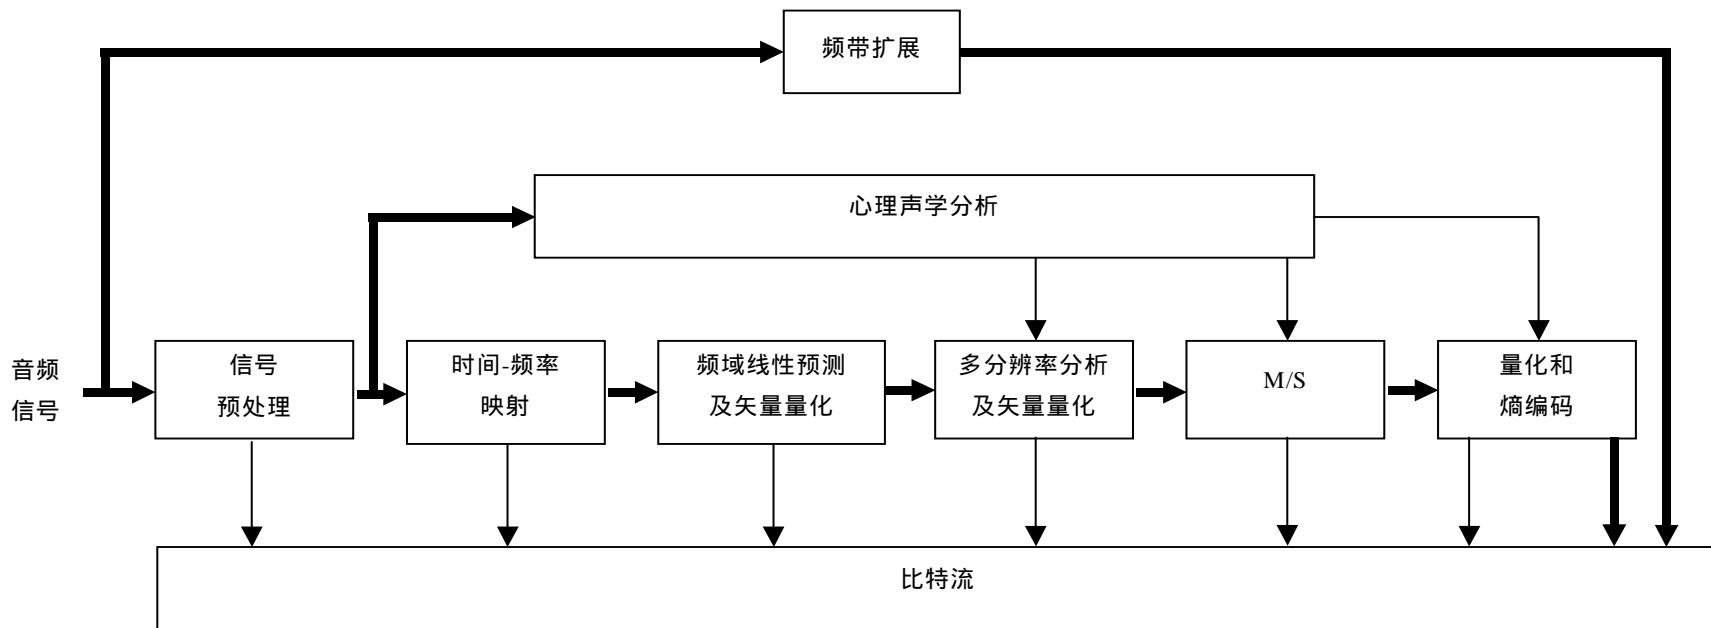 频带扩展
心理声学分析
音频
信号
信号
预处理
时间-频率
映射
频域线性预测
及矢量量化
多分辨率分析
及矢量量化
M/S
量化和
熵编码
比特流